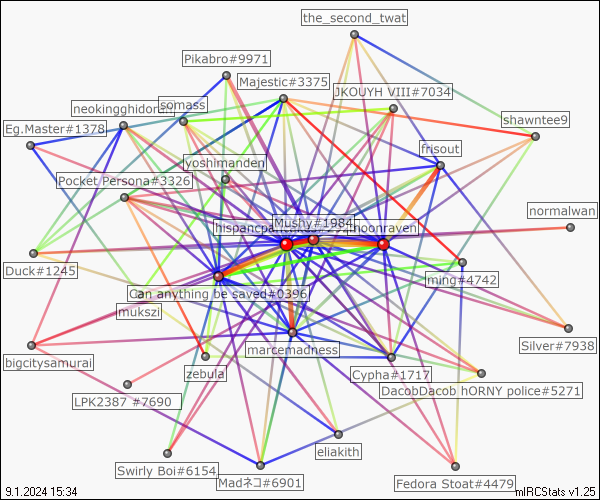 the_second_twat
Pikabro#9971
Majestic#3375
JKOUYH VIII#7034
neokingghidora
somass
shawntee9
Eg.Master#1378
frisout
yoshimanden
Pocket Persona#3326
normalwan
Mushy#1984
moonraven
Duck#1245
ming#4742
Can anything be saved#0396
mukszi
Silver#7938
marcemadness
bigcitysamurai
zebula
Cypha#1717
DacobDacob hORNY police#5271
LPK2387 #7690
eliakith
Swirly Boi#6154
Madネコ#6901
Fedora Stoat#4479
9.1.2024 15:34
mIRCStats v1.25